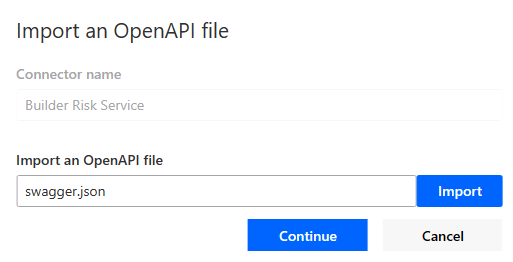 Import an OpenAPI file
Connector name
Builder Risk Service
Import an OpenAPI file
swagger.json
Import
Continue
Cancel